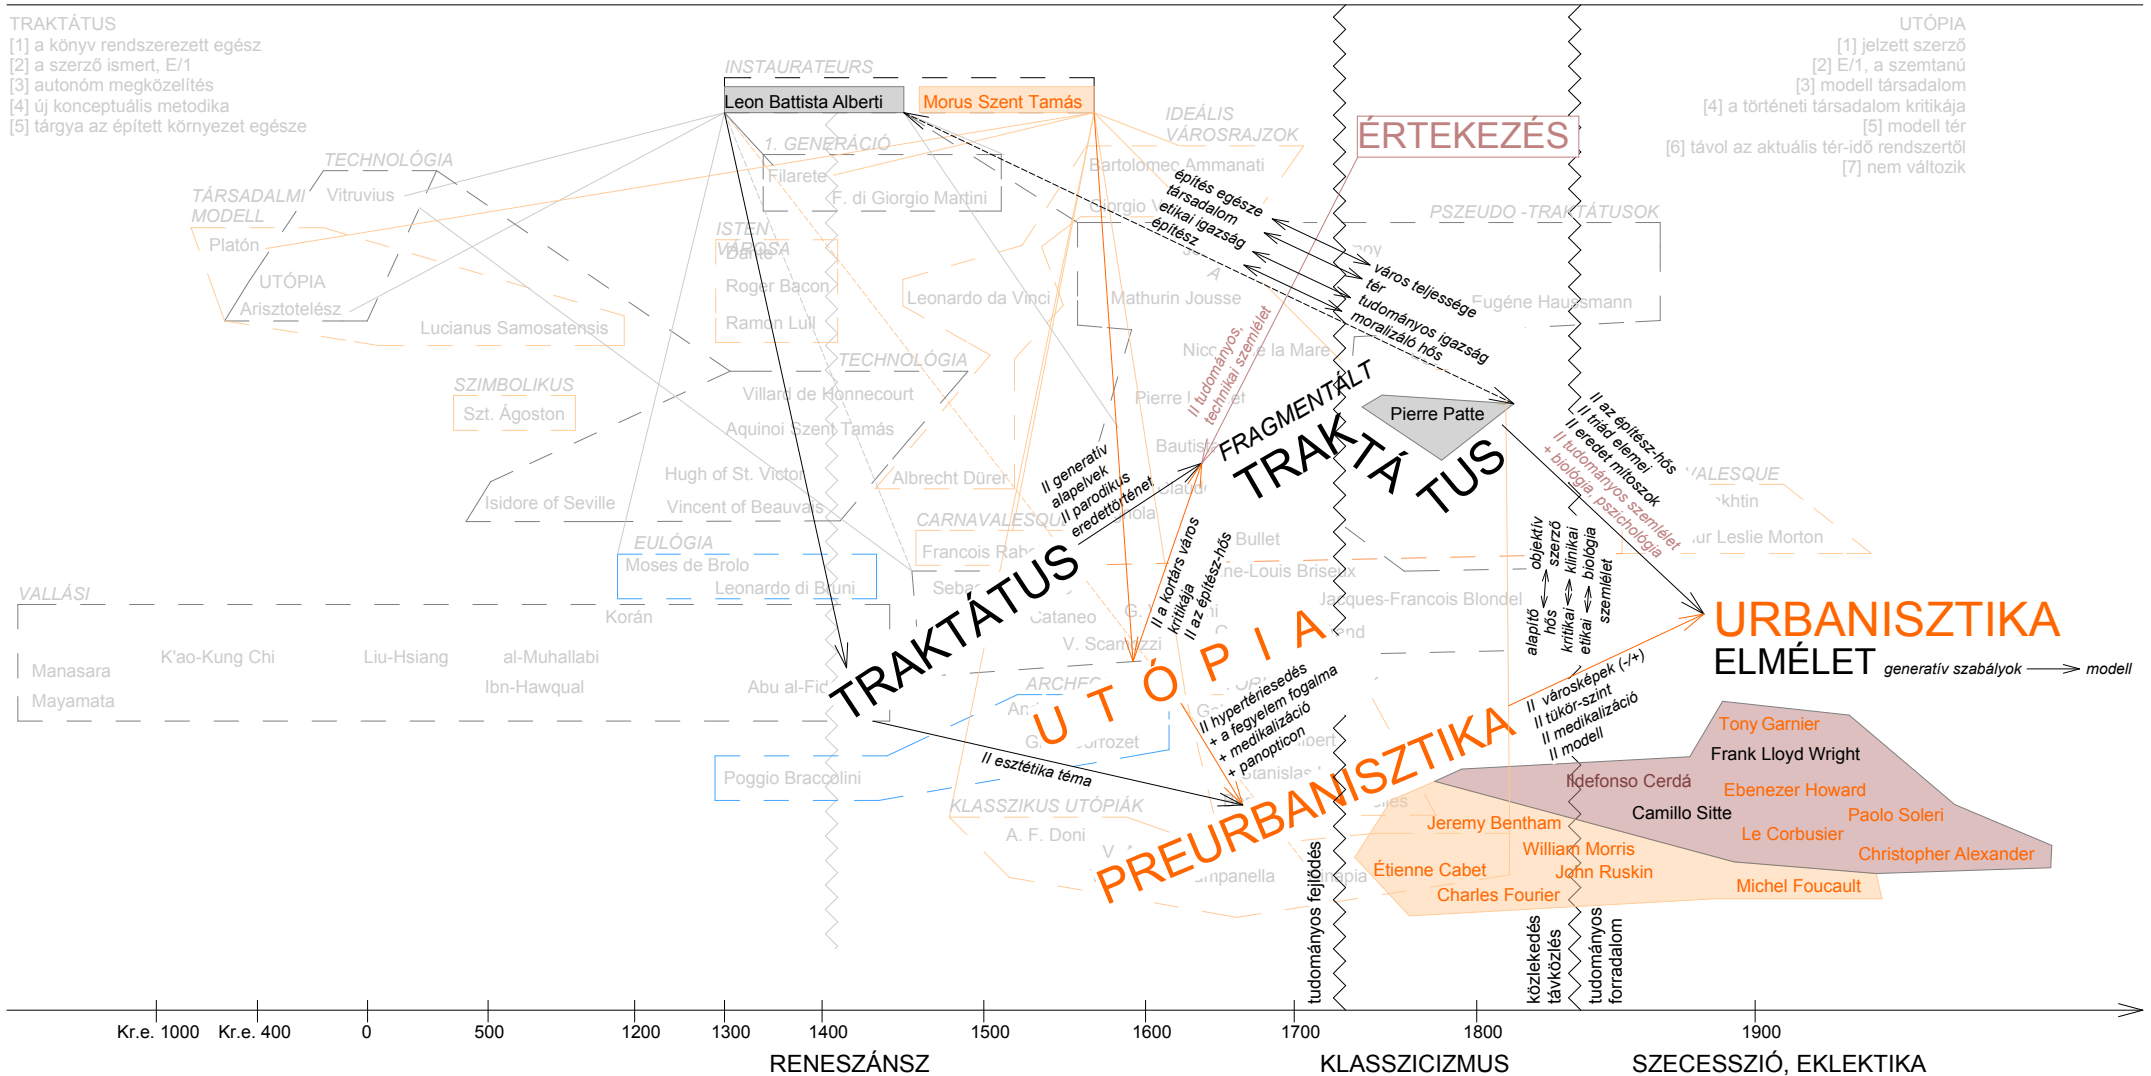 TRAKTÁTUS
[1] a könyv rendszerezett egész
[2] a szerző ismert, E/1
[3] autonóm megközelítés
[4] új konceptuális metodika
[5] tárgya az épített környezet egésze
UTÓPIA
[1] jelzett szerző
[2] E/1, a szemtanú
[3] modell társadalom
[4] a történeti társadalom kritikája
[5] modell tér
[6] távol az aktuális tér-idő rendszertől
[7] nem változik
INSTAURATEURS
Leon Battista Alberti
Morus Szent Tamás
IDEÁLIS
VÁROSRAJZOK
Bartolomec Ammanati
Giorgio
ÉRTEKEZÉS
1. GENERÁCIÓ
Filarete
F. di Giorgio Martini
TECHNOLÓGIA
Vitruvius
TÁRSADALMI
MODELL
Platón
UTÓPIA
Arisztotelész
Lucianus Samosatensis
ISTEN
VÁROSA
Dante
Roger Bacon
Ramon Lull
Leonardo da Vinci
PSZEUDO -TRAKTÁTUSOK
Mathurin Jousse
Eugéne Haussmann
építés egésze
társadalom
etikai igazság
építész
város teljessége
tér
tudományos igazság
moralizáló hős
la Mare
Pierre
II tudományos,
technikai szemlélet
SZIMBOLIKUS
Szt. Ágoston
TECHNOLÓGIA
Villard de Honnecourt
Aquinoi Szent Tamás
Hugh of St. Victor
Isidore of Seville
Vincent of Beauvais
Albrecht Dürer
CARNAVALESQUE
Francois
FRAGMENTÁLT
TRAKTÁTUS
Pierre Patte
II az építész-hős
II triád elemei
II eredet mítoszok
II tudományos szemlélet
+ biológia, pszichológia
Leslie Morton
II generatív
alapelvek
II parodikus
eredettörténet
EULÓGIA
Moses de Brolo
Leonardo di Bruni
VALLÁSI
Korán
Manasara
Mayamata
K'ao-Kung Chi
Liu-Hsiang
al-Muhallabi
Ibn-Hawqual
Abu
TRAKTÁTUS
II a kortárs város
kritikája
II az építész-hős
Bullet
Jacques-Francois Blondel
Cataneo
alapító hős
objektív szerző
kritikai
klinikai
etikai
biológia szemlélet
URBANISZTIKA
ELMÉLET
generatív szabályok
modell
UTÓPIA
II esztétika téma
Poggio Braccolini
II hypertériesedés
+ a fegyelem fogalma
+ medikalizáció
+ panopticon
PREURBANISZTIKA
II városképek (-/+)
II tükör-szint
II medikalizáció
II modell
KLASSZIKUS UTÓPIÁK
A. F. Doni
Tony Garnier
Frank Lloyd Wright
Ildefonso Cerdá
Ebenezer Howard
Camillo Sitte
Paolo Soleri
Le Corbusier
Christopher Alexander
Jeremy Bentham
William Morris
Étienne Cabet
John Ruskin
Charles Fourier
Michel Foucault
tudományos fejlődés
közlekedés
távközlés
tudományos
forradalom
Kr.e. 1000
Kr.e. 400
0
500
1200
1300
1400
1500
1600
1700
1800
1900
RENESZÁNSZ
KLASSZICIZMUS
SZECESSZIÓ, EKLEKTIKA